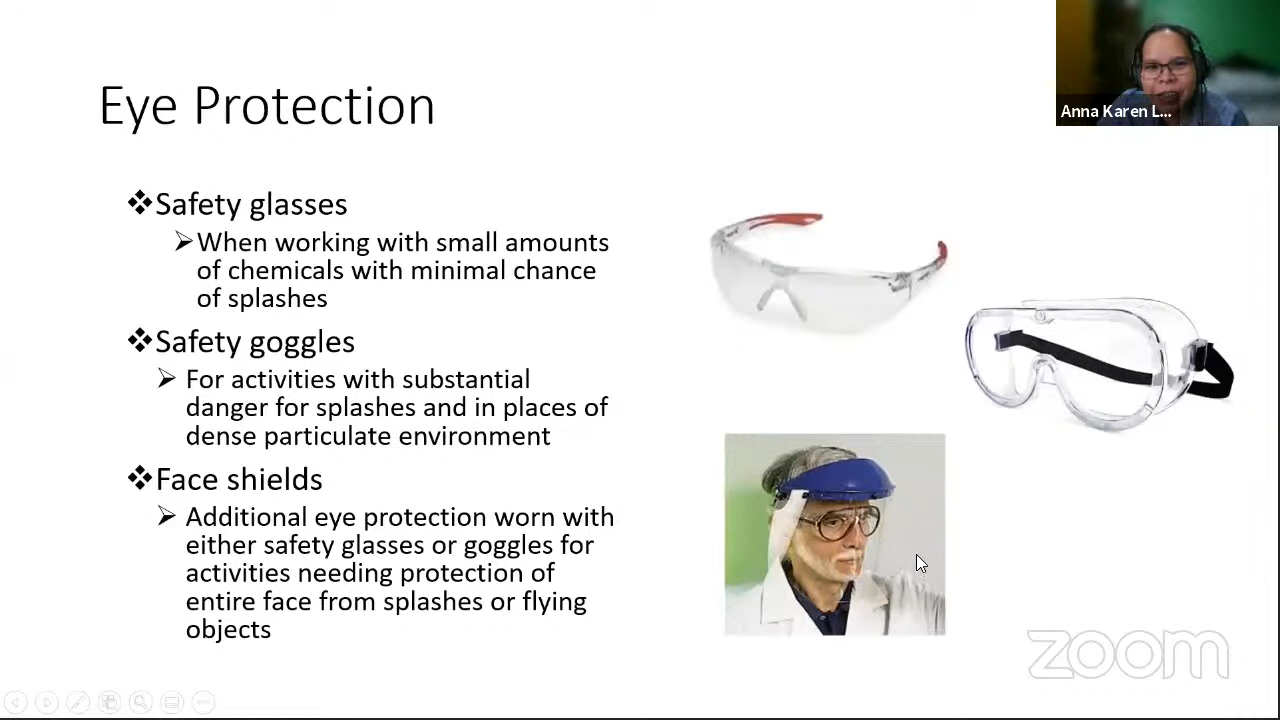 Eye Protection
Anna Karen L...
❖Safety glasses
➢When working with small amounts
of chemicals with minimal chance
of splashes
❖Safety goggles
➢ For activities with substantial
danger for splashes and in places of
dense particulate environment
❖Face shields
➢ Additional eye protection worn with
either safety glasses or goggles for
activities needing protection of
entire face from splashes or flying
objects
zoom